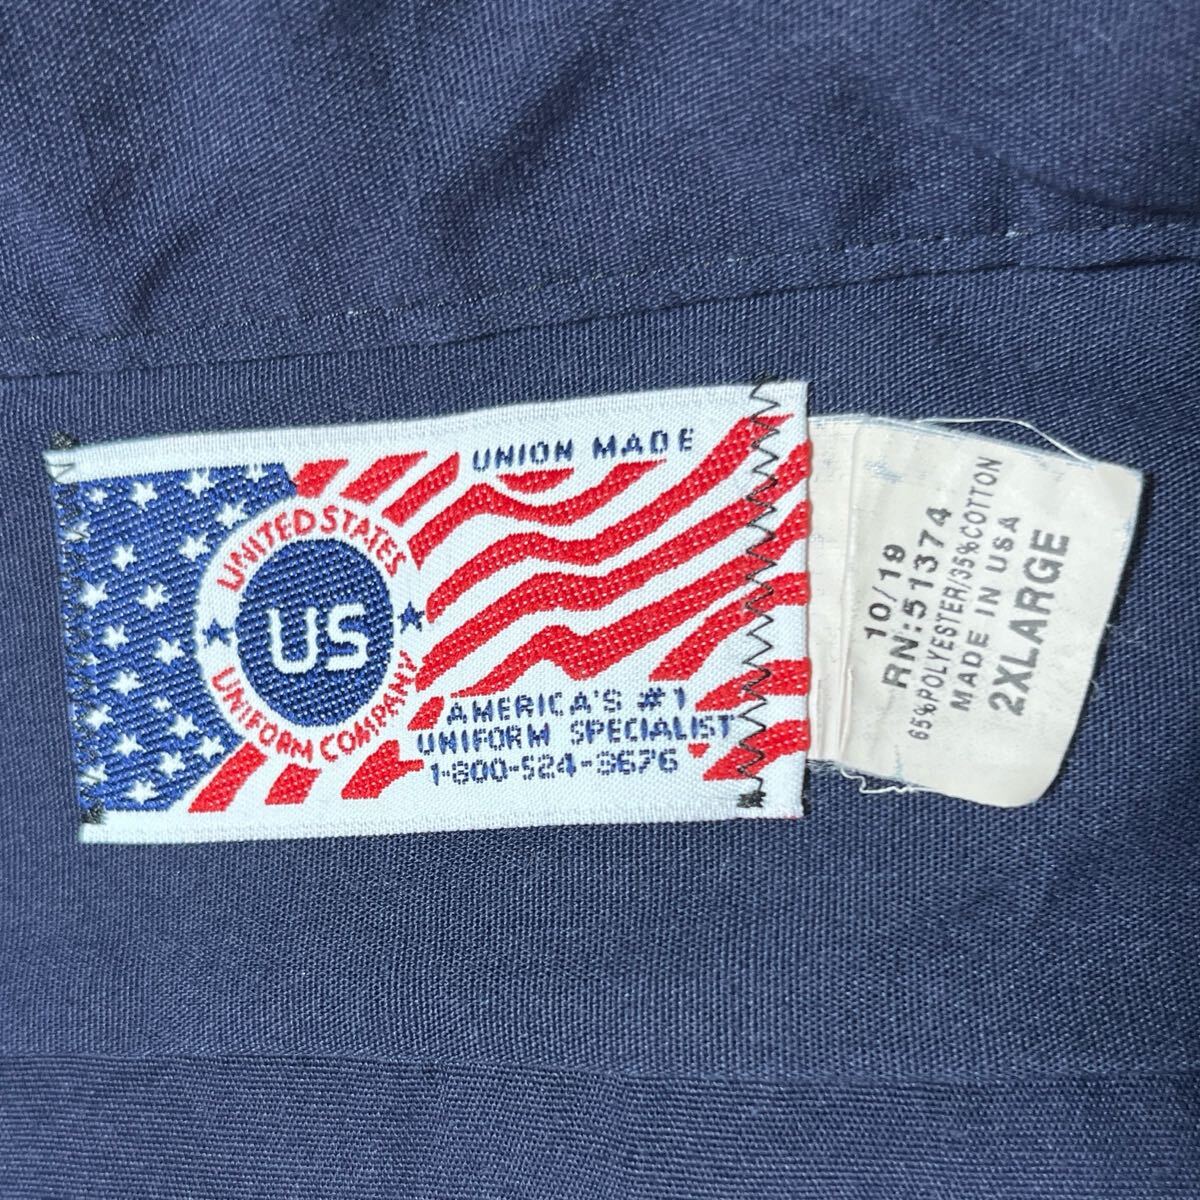 UNION MADE
UNITED STATES
US
UNIFORM COMPANY
AMERICA'S #1
UNIFORM SPECIALIST
1-800-524-3676
10/19
RN:51374
65%POLYESTER/35%COTTON
MADE IN USA
2XLARGE